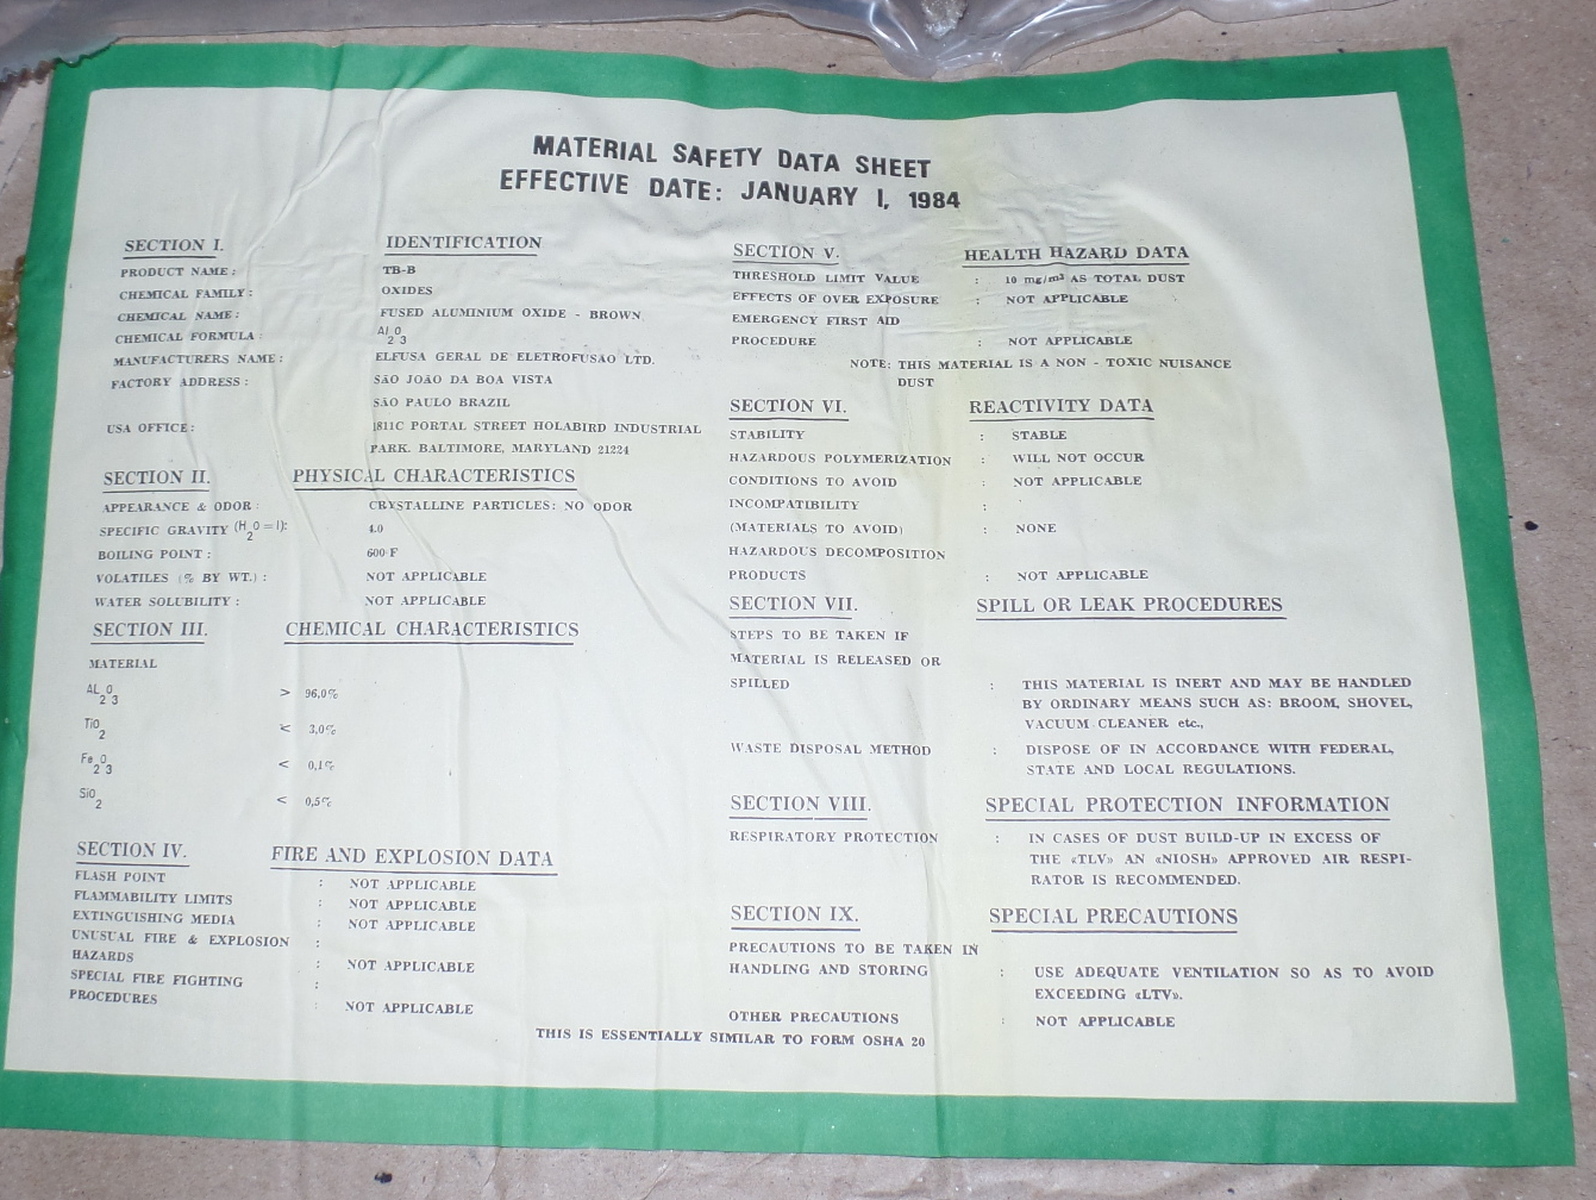 MATERIAL SAFETY DATA SHEET
EFFECTIVE DATE: JANUARY 1, 1984
SECTION I. IDENTIFICATION
PRODUCT NAME: TB-B
CHEMICAL FAMILY: OXIDES
CHEMICAL NAME: FUSED ALUMINIUM OXIDE - BROWN
CHEMICAL FORMULA: Al2O3
MANUFACTURERS NAME: ELFUSA GERAL DE ELETROFUSÃO LTD.
FACTORY ADDRESS: SÃO JOÃO DA BOA VISTA
SÃO PAULO BRAZIL
USA OFFICE: 1811C PORTAL STREET HOLABIRD INDUSTRIAL
PARK. BALTIMORE, MARYLAND 21224
SECTION II. PHYSICAL CHARACTERISTICS
APPEARANCE & ODOR: CRYSTALLINE PARTICLES: NO ODOR
SPECIFIC GRAVITY (H2O=1): 4.0
BOILING POINT: 600 F
VOLATILES (% BY WT.): NOT APPLICABLE
WATER SOLUBILITY: NOT APPLICABLE
SECTION III. CHEMICAL CHARACTERISTICS
MATERIAL
AL2O3 > 96,0%
TiO2 < 3,0%
Fe2O3 < 0,1%
SiO2 < 0,5%
SECTION IV. FIRE AND EXPLOSION DATA
FLASH POINT : NOT APPLICABLE
FLAMMABILITY LIMITS : NOT APPLICABLE
EXTINGUISHING MEDIA : NOT APPLICABLE
UNUSUAL FIRE & EXPLOSION :
HAZARDS : NOT APPLICABLE
SPECIAL FIRE FIGHTING :
PROCEDURES : NOT APPLICABLE
SECTION V. HEALTH HAZARD DATA
THRESHOLD LIMIT VALUE : 10 mg/m3 AS TOTAL DUST
EFFECTS OF OVER EXPOSURE : NOT APPLICABLE
EMERGENCY FIRST AID
PROCEDURE : NOT APPLICABLE
NOTE: THIS MATERIAL IS A NON - TOXIC NUISANCE
DUST
SECTION VI. REACTIVITY DATA
STABILITY : STABLE
HAZARDOUS POLYMERIZATION : WILL NOT OCCUR
CONDITIONS TO AVOID : NOT APPLICABLE
INCOMPATIBILITY :
(MATERIALS TO AVOID) : NONE
HAZARDOUS DECOMPOSITION
PRODUCTS : NOT APPLICABLE
SECTION VII. SPILL OR LEAK PROCEDURES
STEPS TO BE TAKEN IF
MATERIAL IS RELEASED OR
SPILLED : THIS MATERIAL IS INERT AND MAY BE HANDLED
BY ORDINARY MEANS SUCH AS: BROOM, SHOVEL,
VACUUM CLEANER etc.,
WASTE DISPOSAL METHOD : DISPOSE OF IN ACCORDANCE WITH FEDERAL,
STATE AND LOCAL REGULATIONS.
SECTION VIII. SPECIAL PROTECTION INFORMATION
RESPIRATORY PROTECTION : IN CASES OF DUST BUILD-UP IN EXCESS OF
THE «TLV» AN «NIOSH» APPROVED AIR RESPI-
RATOR IS RECOMMENDED.
SECTION IX. SPECIAL PRECAUTIONS
PRECAUTIONS TO BE TAKEN IN
HANDLING AND STORING : USE ADEQUATE VENTILATION SO AS TO AVOID
EXCEEDING «LTV».
OTHER PRECAUTIONS : NOT APPLICABLE
THIS IS ESSENTIALLY SIMILAR TO FORM OSHA 20